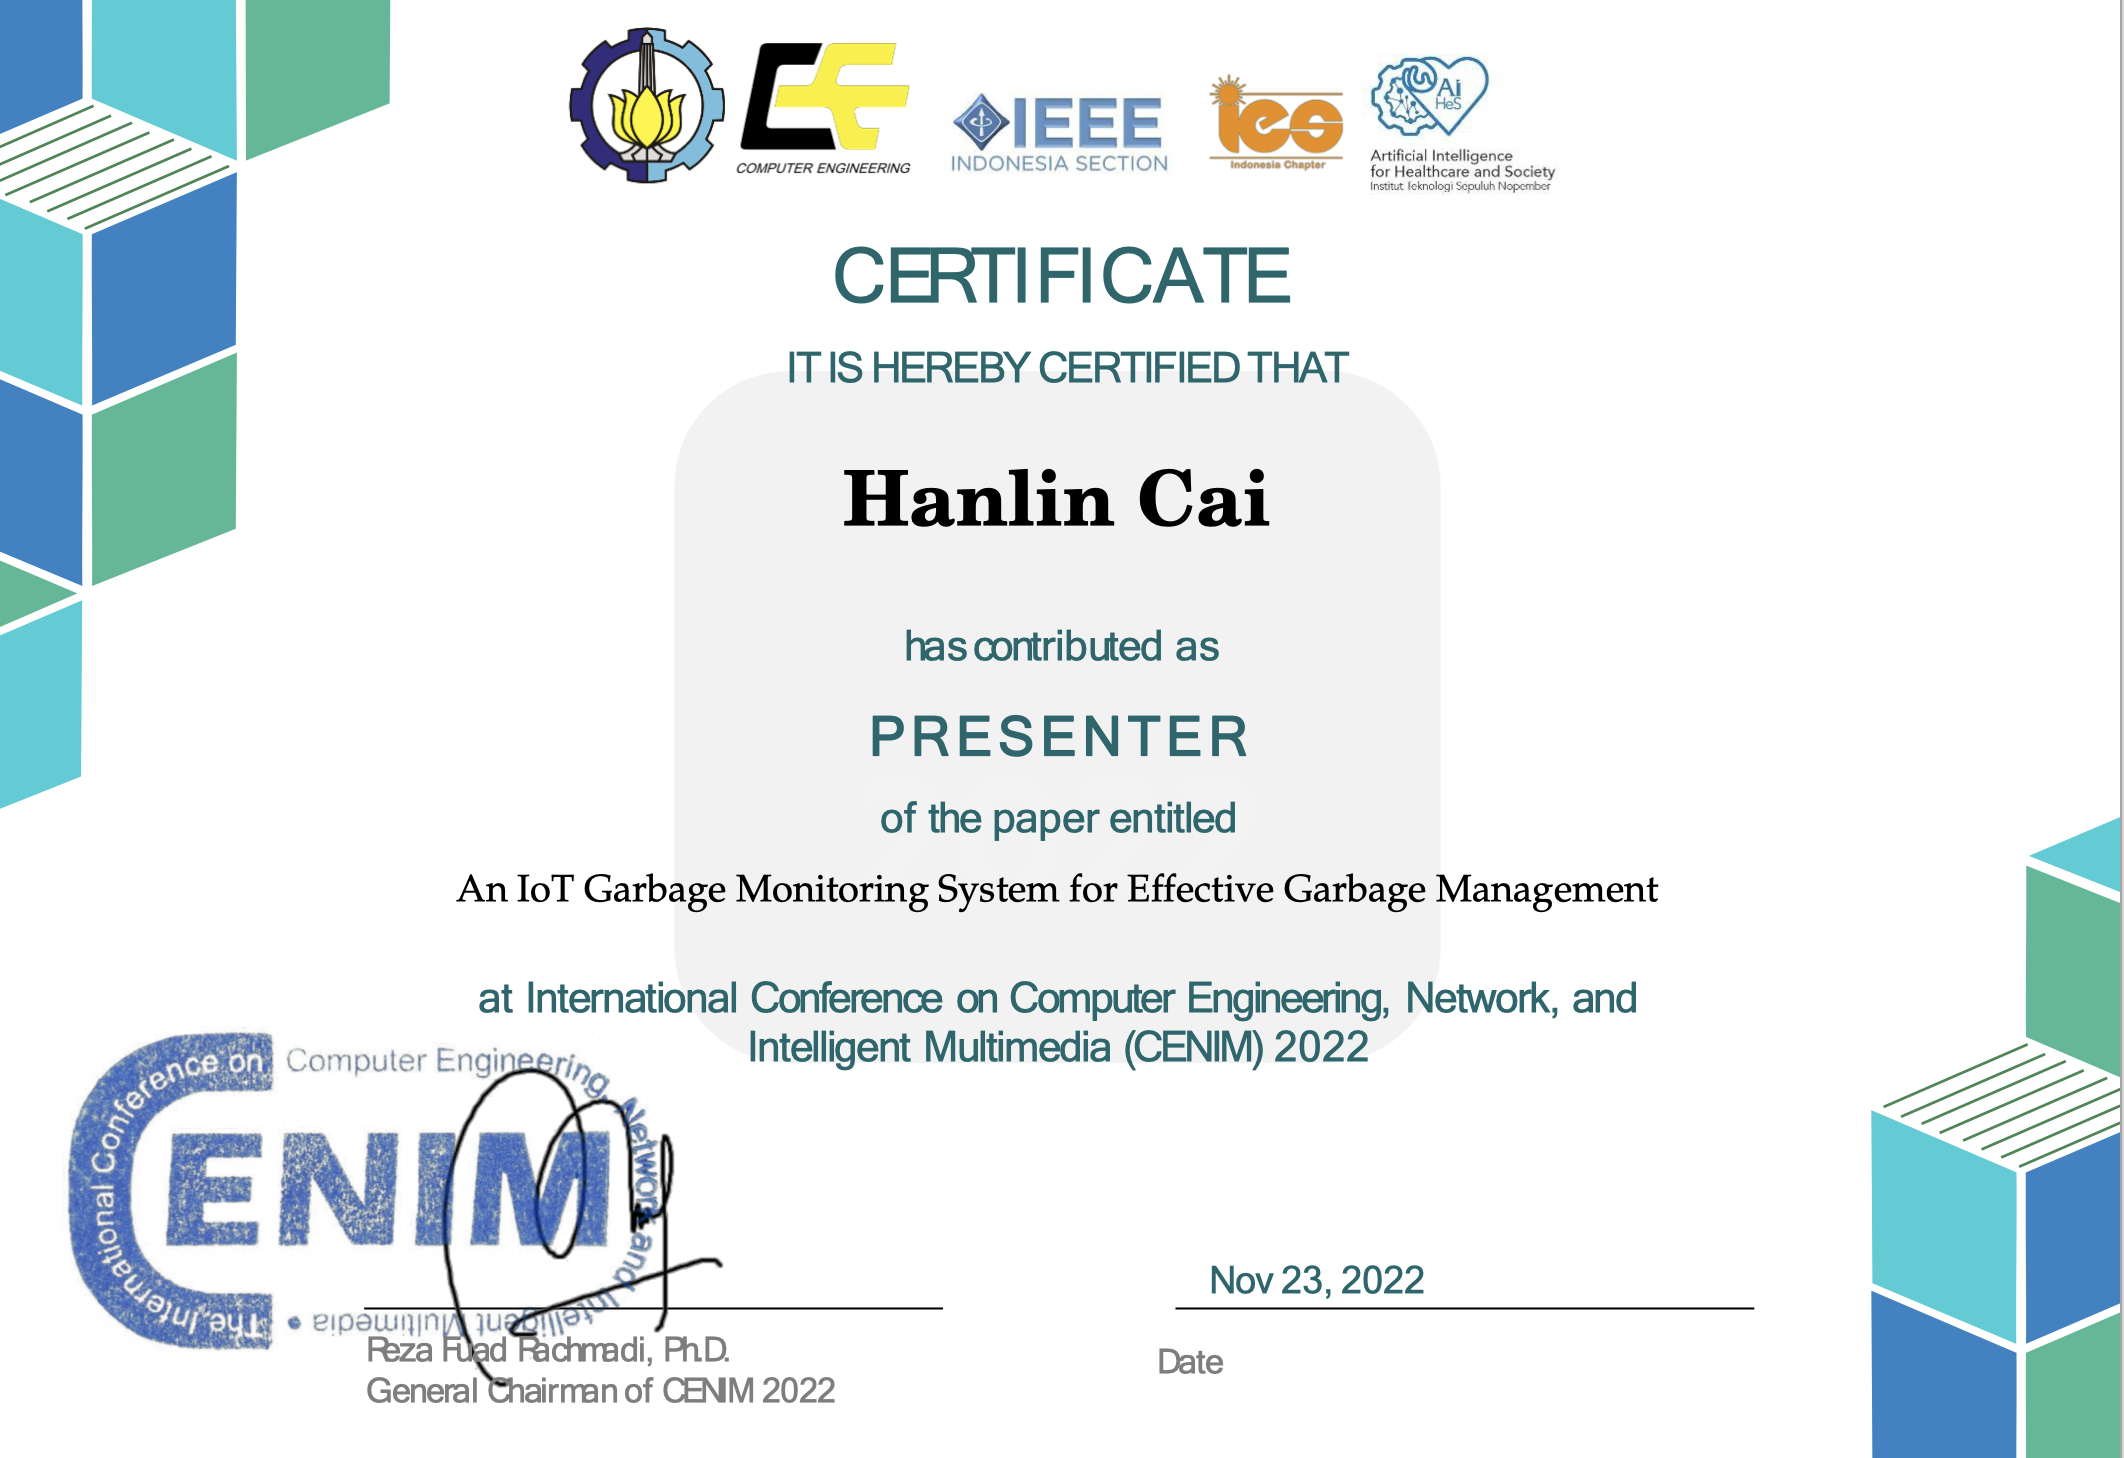 COMPUTER ENGINEERING
IEEE
INDONESIA SECTION
ies
Indonesia Chapter
Ai
HeS
Artificial Intelligence
for Healthcare and Society
Institut Teknologi Sepuluh Nopember
CERTIFICATE
IT IS HEREBY CERTIFIED THAT
Hanlin Cai
has contributed as
PRESENTER
of the paper entitled
An IoT Garbage Monitoring System for Effective Garbage Management
at International Conference on Computer Engineering, Network, and
Intelligent Multimedia (CENIM) 2022
The International Conference on Computer Engineering, Network and Intelligent Multimedia •
CENIM
Nov 23, 2022
Reza Fuad Rachmadi, Ph.D.
General Chairman of CENIM 2022
Date